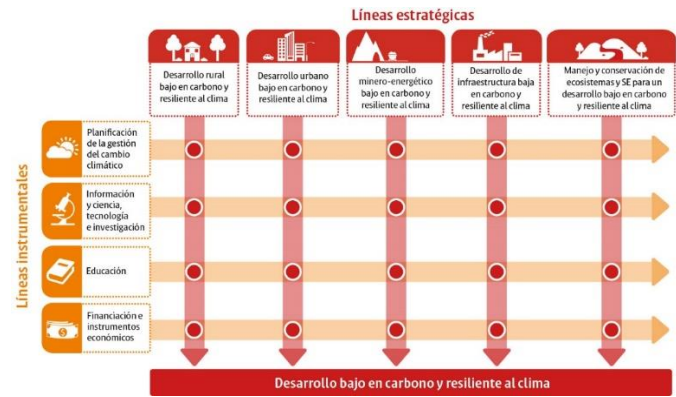 Líneas estratégicas
Desarrollo rural
bajo en carbono y
resiliente al clima
Desarrollo urbano
bajo en carbono y
resiliente al clima
Desarrollo
minero-energético
bajo en carbono y
resiliente al clima
Desarrollo de
infraestructura baja
en carbono y
resiliente al clima
Manejo y conservación de
ecosistemas y SE para un
desarrollo bajo en carbono
y resiliente al clima
Líneas instrumentales
Planificación
de la gestión
del cambio
climático
Información
y ciencia,
tecnología
e investigación
Educación
Financiación e
instrumentos
económicos
$
Desarrollo bajo en carbono y resiliente al clima